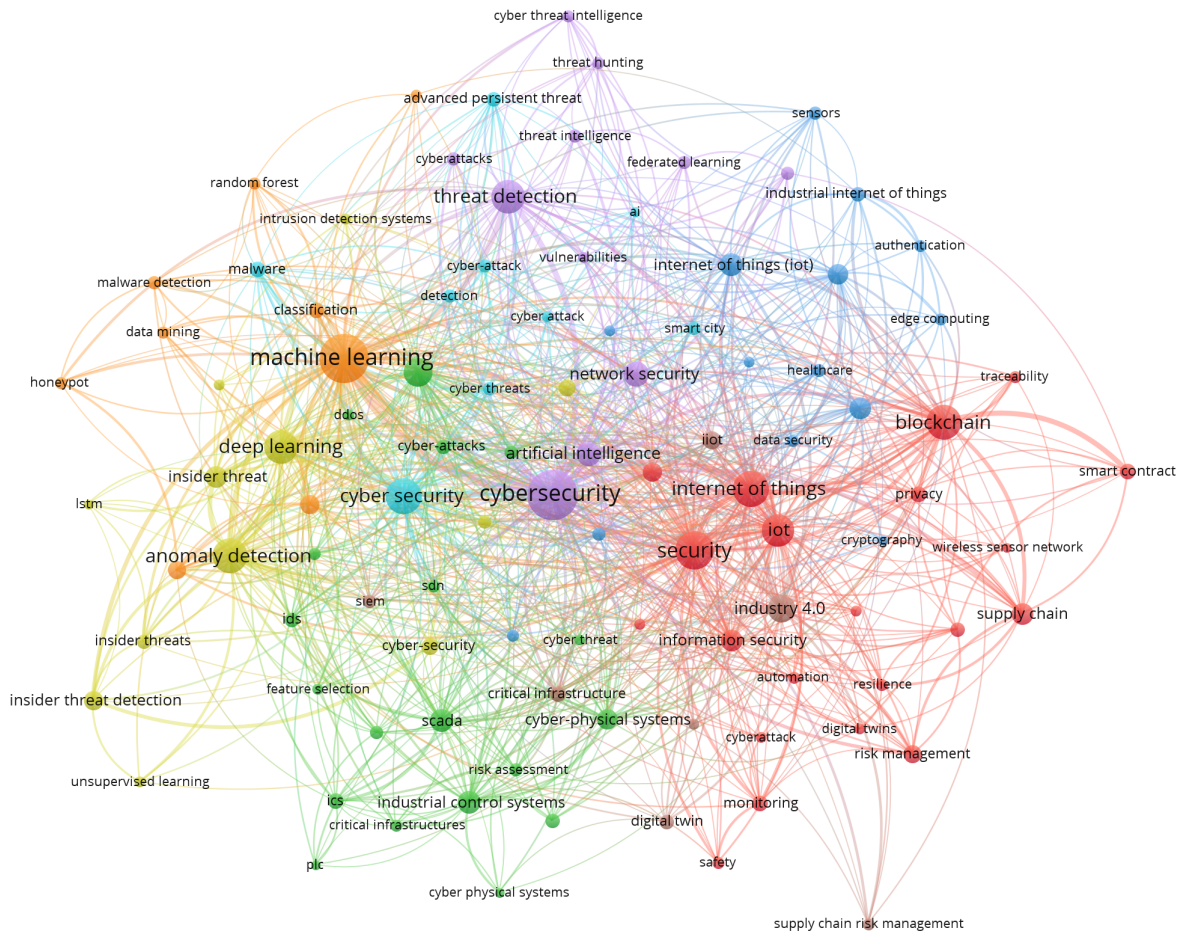 cyber threat intelligence
threat hunting
advanced persistent threat
sensors
threat intelligence
cyberattacks
federated learning
random forest
industrial internet of things
threat detection
ai
intrusion detection systems
authentication
vulnerabilities
internet of things (iot)
cyber-attack
malware
malware detection
detection
classification
cyber attack
edge computing
smart city
data mining
machine learning
healthcare
network security
traceability
honeypot
cyber threats
ddos
blockchain
data security
iiot
deep learning
cyber-attacks
artificial intelligence
smart contract
insider threat
internet of things
cyber security
cybersecurity
privacy
lstm
iot
cryptography
wireless sensor network
security
anomaly detection
sdn
siem
industry 4.0
supply chain
ids
insider threats
cyber-security
cyber threat
information security
automation
resilience
feature selection
critical infrastructure
insider threat detection
scada
cyber-physical systems
digital twins
cyberattack
risk management
risk assessment
unsupervised learning
ics
industrial control systems
monitoring
critical infrastructures
digital twin
plc
safety
cyber physical systems
supply chain risk management